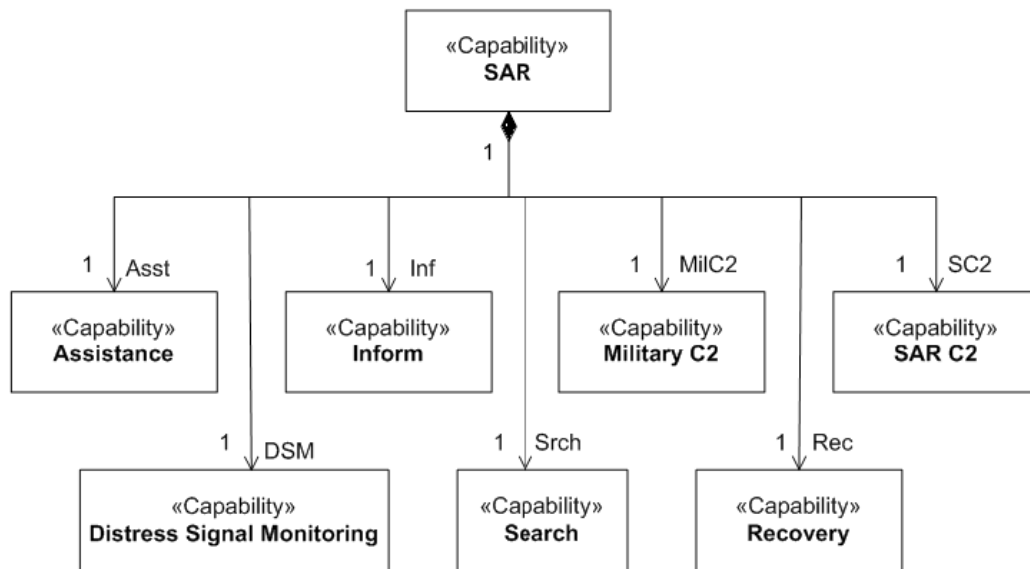 «Capability»
SAR
1
1 Asst
1 Inf
1 MilC2
1 SC2
«Capability»
Assistance
«Capability»
Inform
«Capability»
Military C2
«Capability»
SAR C2
1 DSM
1 Srch
1 Rec
«Capability»
Distress Signal Monitoring
«Capability»
Search
«Capability»
Recovery